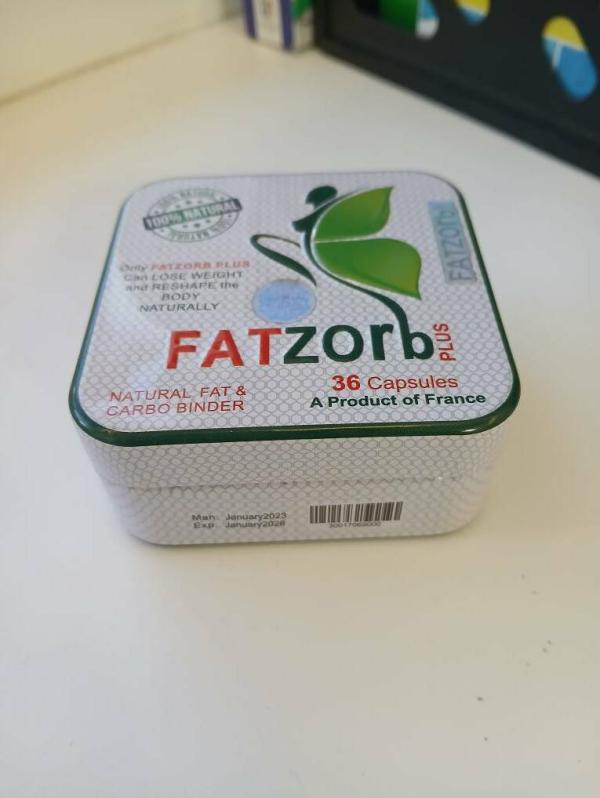 100% NATURAL
Only FATZORB PLUS
Can LOSE WEIGHT
and RESHAPE the
BODY
NATURALLY
FATZOrb
FATZOrb PLUS
36 Capsules
A Product of France
NATURAL FAT &
CARBO BINDER
Man: January2023
Exp: January2026